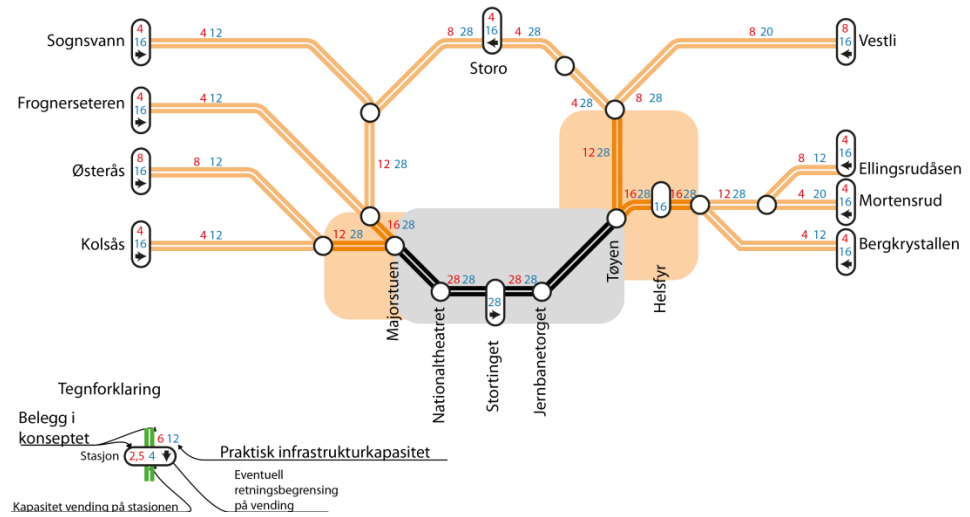 4
4
8 28
16
4 28
8 20
8
16
Vestli
Sognsvann
4
16
4 12
Storo
Frognerseteren
4
16
4 12
4 28
8 28
Østerås
8
16
8 12
12 28
12 28
8 12
4
16
Ellingsrudåsen
16 28
16
16 28
12 28
4 20
4
16
Mortensrud
Kolsås
4
16
4 12
12 28
16 28
4 12
4
16
Bergkrystallen
28 28
28
28 28
Majorstuen
Nationaltheatret
Stortinget
Jernbanetorget
Tøyen
Helsfyr
Tegnforklaring
Belegg i
konseptet
6 12
Praktisk infrastrukturkapasitet
Stasjon
2,5 4
Eventuell
retningsbegrensing
på vending
Kapasitet vending på stasjonen